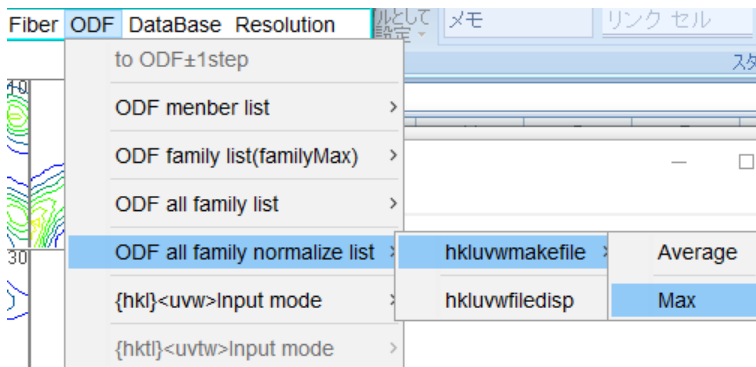 Fiber ODF DataBase Resolution
ルとして
設定
メモ
リンク セル
to ODF±1step
スタ
ODF menber list
ODF family list(familyMax)
ODF all family list
ODF all family normalize list
hkluvwmakefile
Average
{hkl}<uvw>Input mode
hkluvwfiledisp
Max
{hktl}<uvtw>Input mode
30